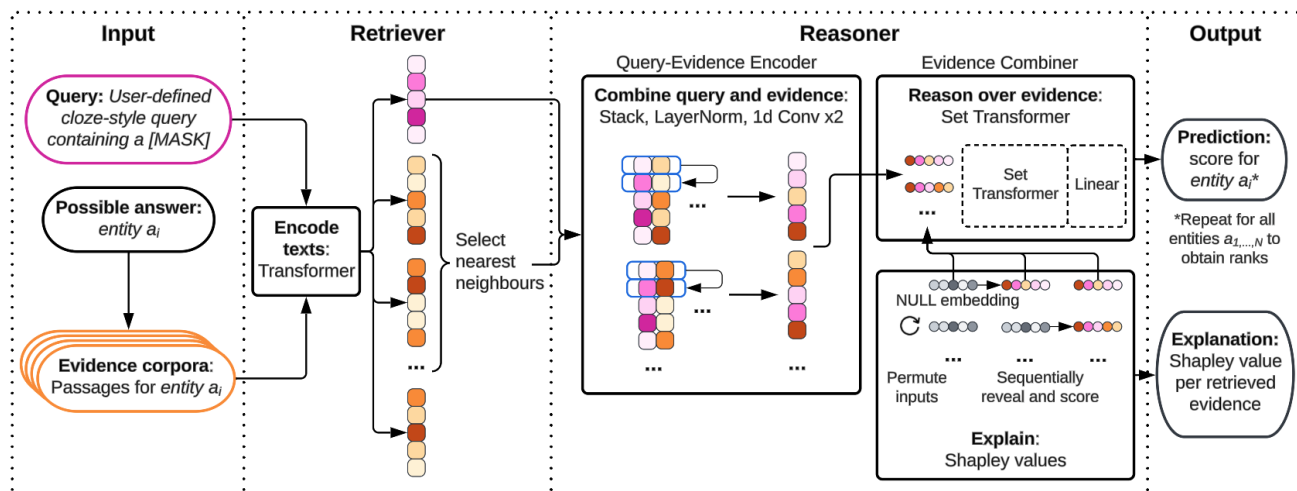 Input
Query: User-defined
cloze-style query
containing a [MASK]
Possible answer:
entity aᵢ
Evidence corpora:
Passages for entity aᵢ
Retriever
Encode
texts:
Transformer
Select
nearest
neighbours
...
Reasoner
Query-Evidence Encoder
Combine query and evidence:
Stack, LayerNorm, 1d Conv x2
...
...
...
...
Evidence Combiner
Reason over evidence:
Set Transformer
...
Set
Transformer
Linear
NULL embedding
...
...
...
Permute
inputs
Sequentially
reveal and score
Explain:
Shapley values
Output
Prediction:
score for
entity aᵢ*
*Repeat for all
entities a₁,...,N to
obtain ranks
Explanation:
Shapley value
per retrieved
evidence